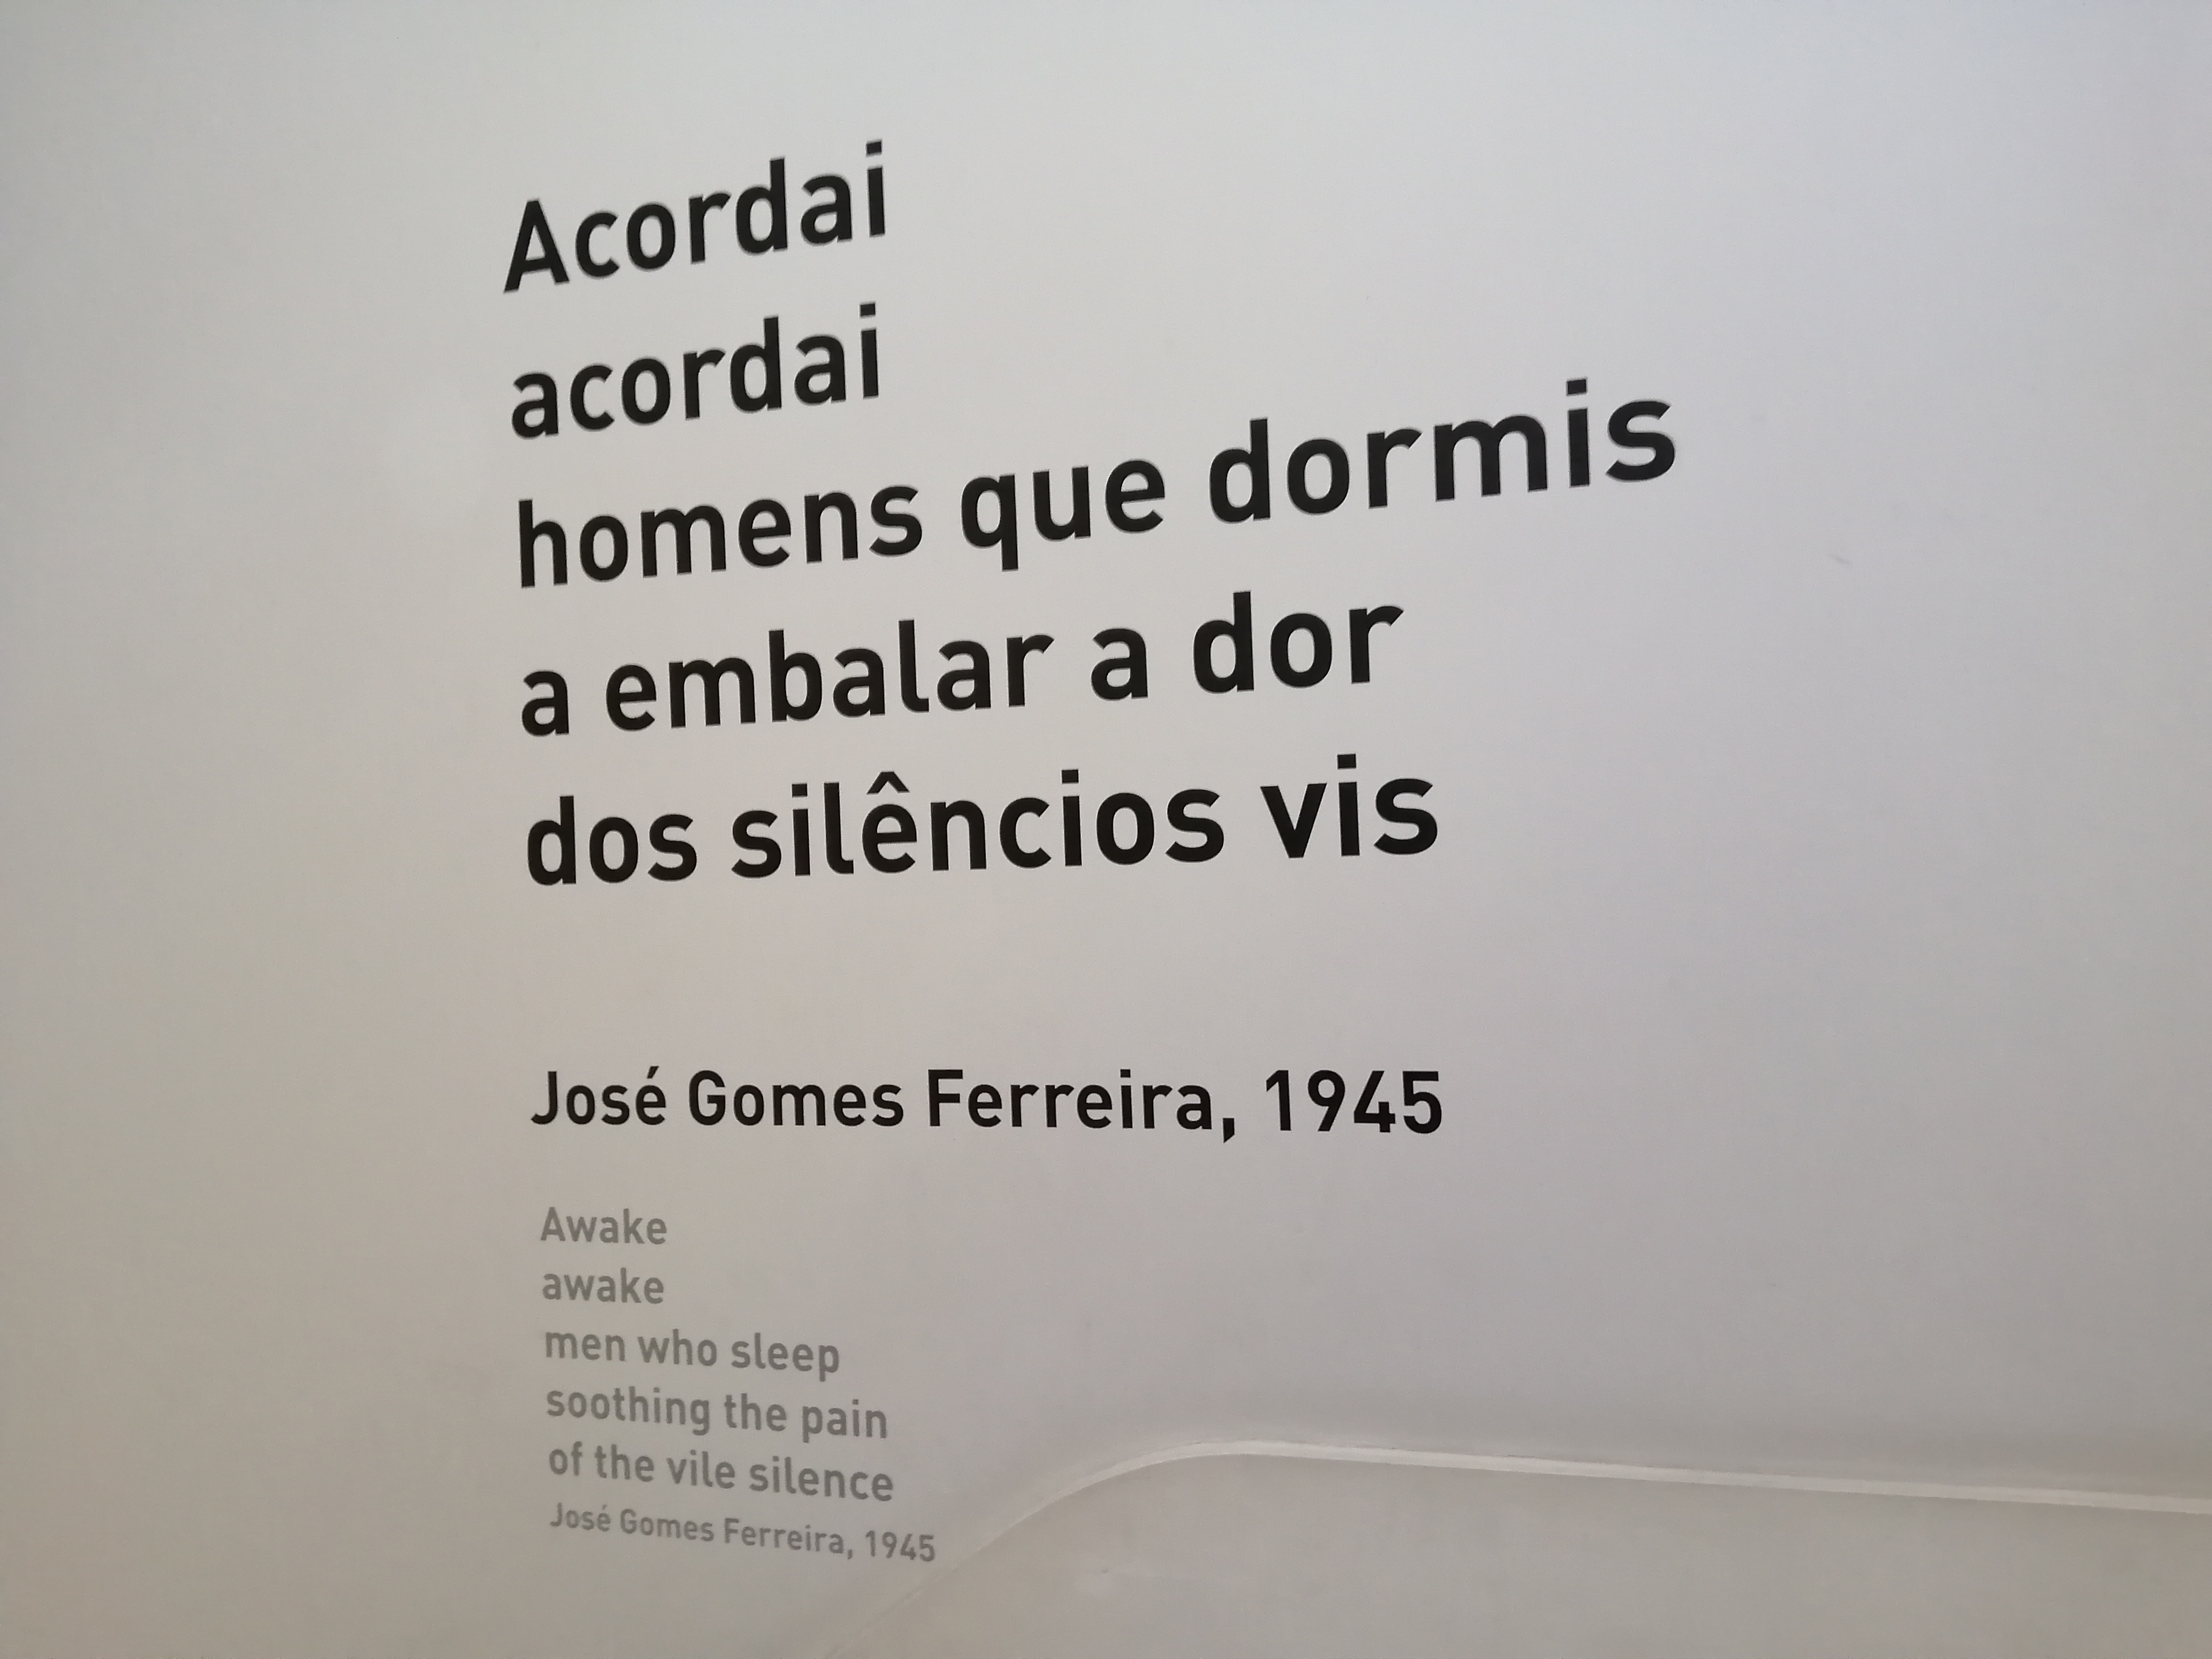 Acordai
acordai
homens que dormis
a embalar a dor
dos silêncios vis
José Gomes Ferreira, 1945
Awake
awake
men who sleep
soothing the pain
of the vile silence
José Gomes Ferreira, 1945